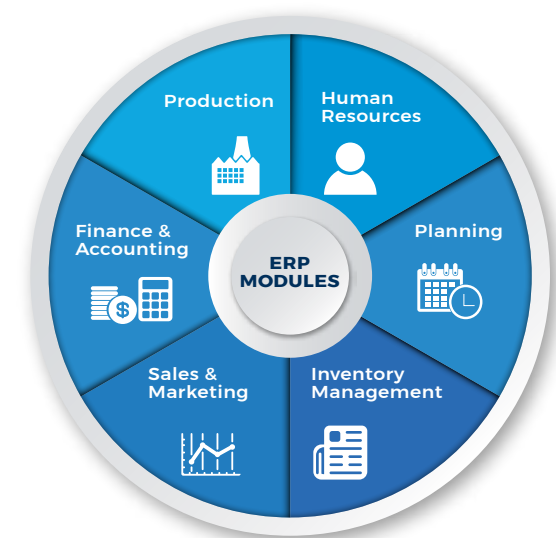 Production
Human
Resources
Finance &
Accounting
Planning
ERP
MODULES
Sales &
Marketing
Inventory
Management
$